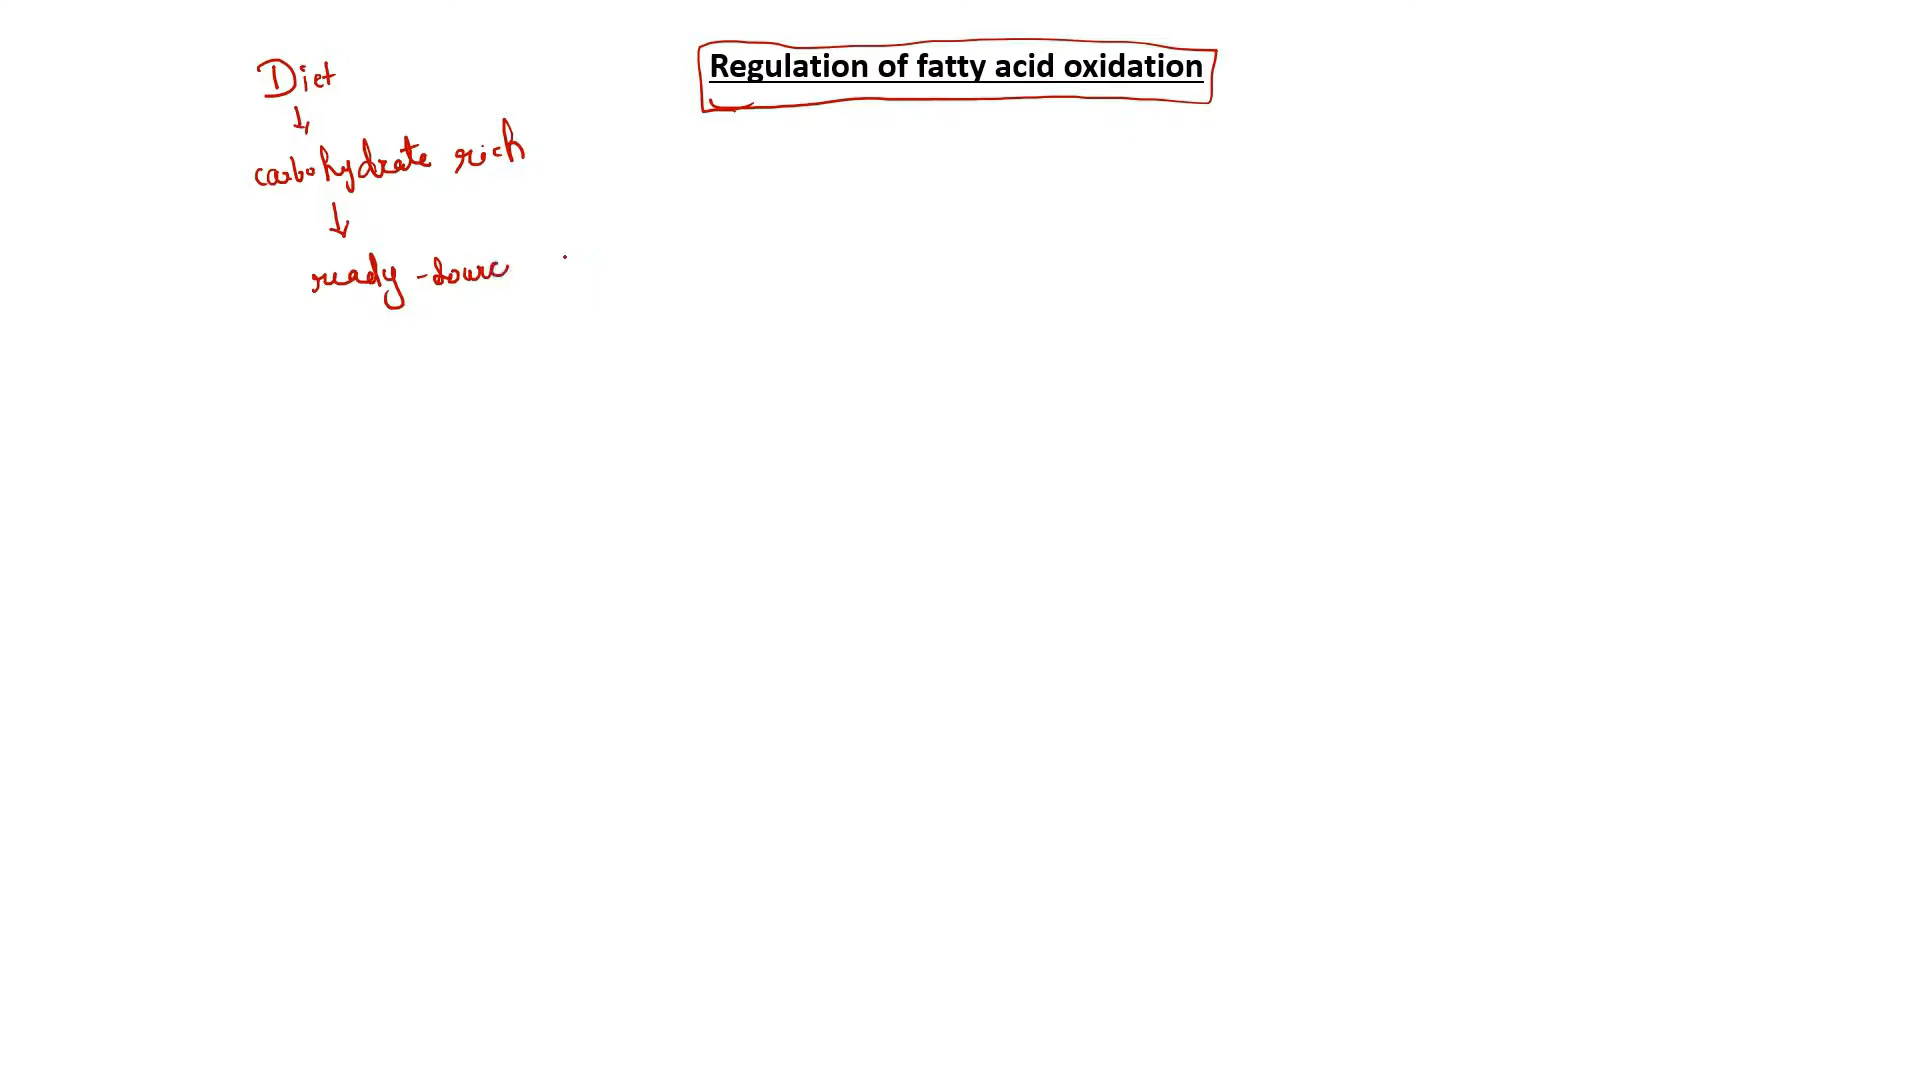 Regulation of fatty acid oxidation
Diet
↓
carbohydrate rich
↓
ready - sourc